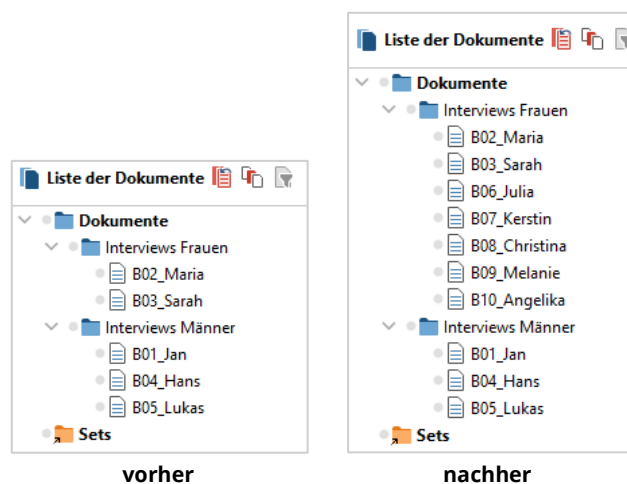 Liste der Dokumente
Dokumente
Interviews Frauen
B02_Maria
B03_Sarah
Interviews Männer
B01_Jan
B04_Hans
B05_Lukas
Sets
vorher
Liste der Dokumente
Dokumente
Interviews Frauen
B02_Maria
B03_Sarah
B06_Julia
B07_Kerstin
B08_Christina
B09_Melanie
B10_Angelika
Interviews Männer
B01_Jan
B04_Hans
B05_Lukas
Sets
nachher